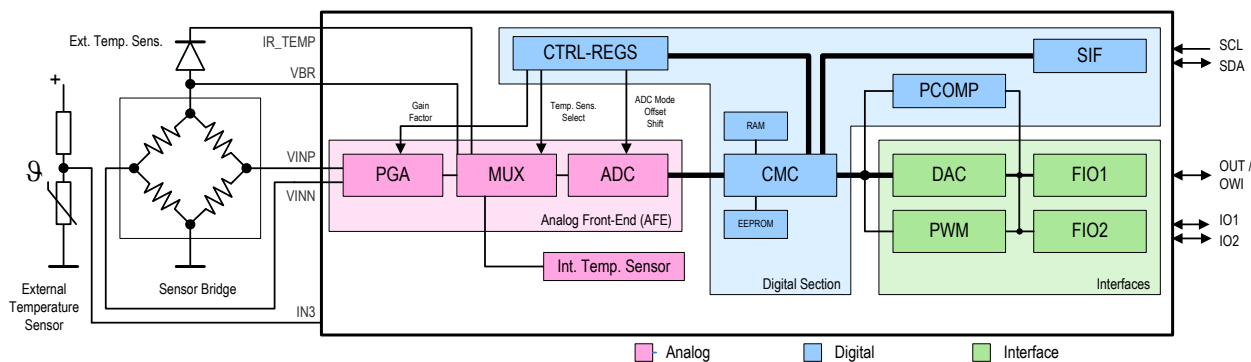 Ext. Temp. Sens.
IR_TEMP
VBR
+
ϑ
VINP
VINN
IN3
External
Temperature
Sensor
Sensor Bridge
CTRL-REGS
SIF
SCL
SDA
PCOMP
Gain
Factor
Temp. Sens.
Select
ADC Mode
Offset
Shift
RAM
PGA
MUX
ADC
CMC
DAC
FIO1
OUT /
OWI
Analog Front-End (AFE)
EEPROM
PWM
FIO2
IO1
IO2
Int. Temp. Sensor
Digital Section
Interfaces
Analog
Digital
Interface